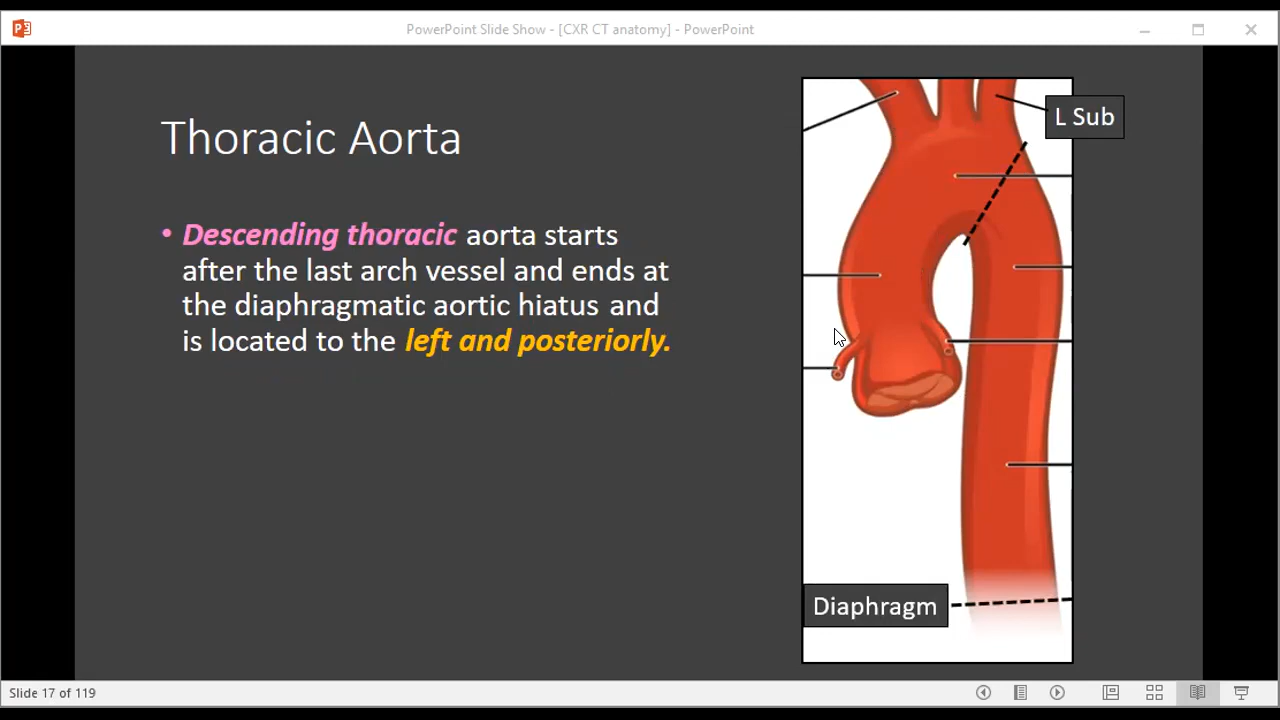 PowerPoint Slide Show - [CXR CT anatomy] - PowerPoint
Thoracic Aorta
• Descending thoracic aorta starts
after the last arch vessel and ends at
the diaphragmatic aortic hiatus and
is located to the left and posteriorly.
L Sub
Diaphragm
Slide 17 of 119